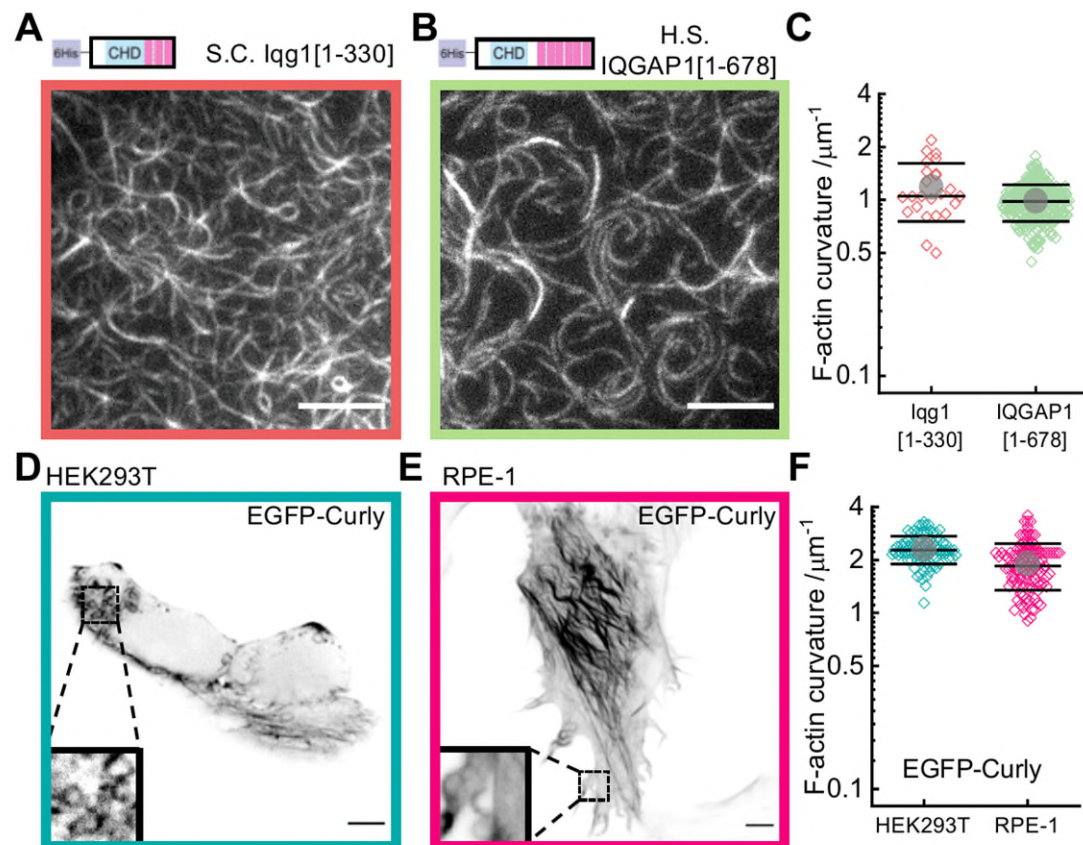 A
6His
CHD
S.C. Iqg1[1-330]
B
6His
CHD
H.S.
IQGAP1[1-678]
C
F-actin curvature /μm⁻¹
4
2
1
0.5
0.1
Iqg1
[1-330]
IQGAP1
[1-678]
D
HEK293T
EGFP-Curly
E
RPE-1
EGFP-Curly
F
F-actin curvature /μm⁻¹
4
2
1
0.5
0.1
EGFP-Curly
HEK293T
RPE-1